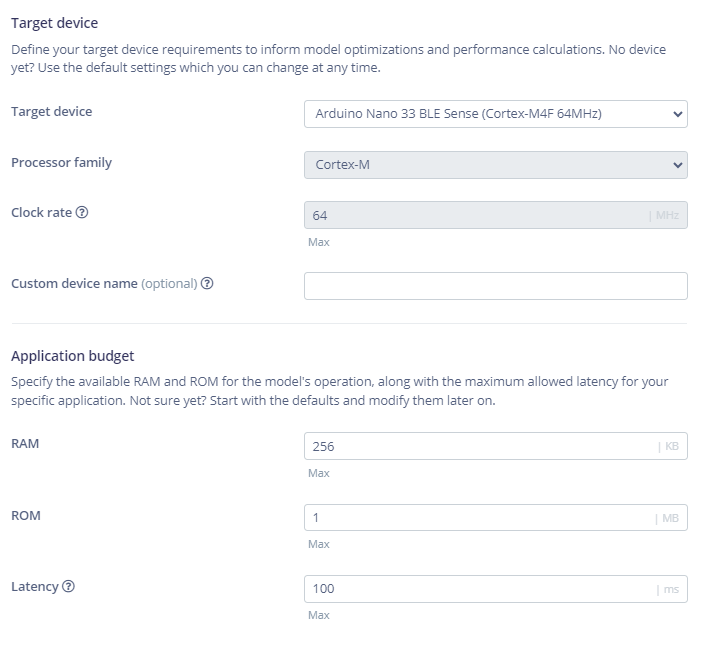 Target device
Define your target device requirements to inform model optimizations and performance calculations. No device
yet? Use the default settings which you can change at any time.
Target device
Arduino Nano 33 BLE Sense (Cortex-M4F 64MHz)
Processor family
Cortex-M
Clock rate ?
64 | MHz
Max
Custom device name (optional) ?
Application budget
Specify the available RAM and ROM for the model's operation, along with the maximum allowed latency for your
specific application. Not sure yet? Start with the defaults and modify them later on.
RAM
256 | KB
Max
ROM
1 | MB
Max
Latency ?
100 | ms
Max